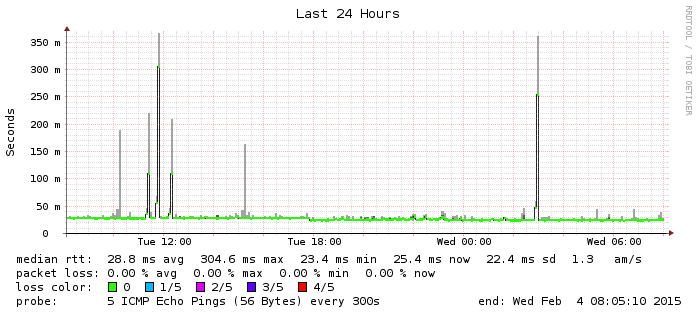 Last 24 Hours
RRDTOOL / TOBI OETIKER
Seconds
350 m
300 m
250 m
200 m
150 m
100 m
50 m
0
Tue 12:00 Tue 18:00 Wed 00:00 Wed 06:00
median rtt: 28.8 ms avg 304.6 ms max 23.4 ms min 25.4 ms now 22.4 ms sd 1.3 am/s
packet loss: 0.00 % avg 0.00 % max 0.00 % min 0.00 % now
loss color: 0 1/5 2/5 3/5 4/5
probe: 5 ICMP Echo Pings (56 Bytes) every 300s end: Wed Feb 4 08:05:10 2015